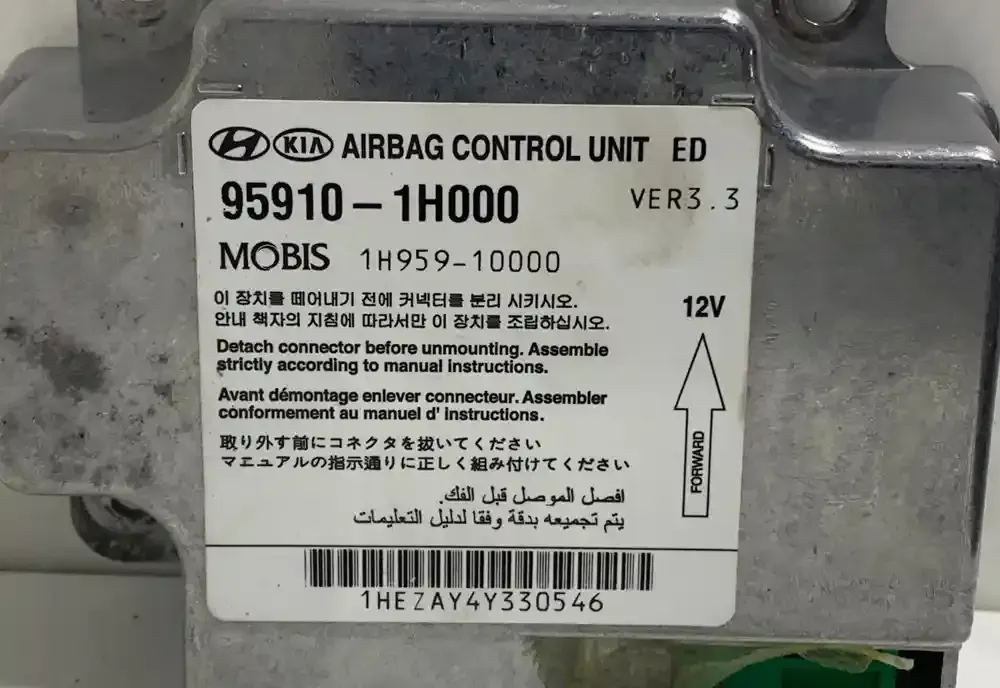 KIA AIRBAG CONTROL UNIT ED
95910-1H000 VER3.3
MOBIS 1H959-10000
이 장치를 떼어내기 전에 커넥터를 분리 시키시오.
안내 책자의 지침에 따라서만 이 장치를 조립하십시오.
12V
Detach connector before unmounting. Assemble
strictly according to manual instructions.
Avant démontage enlever connecteur. Assembler
conformement au manuel d' instructions.
FORWARD
取り外す前にコネクタを抜いてください
マニュアルの指示通りに正しく組み付けてください
افصل الموصل قبل الفك.
يتم تجميعه بدقة وفقا لدليل التعليمات
1HEZAY4Y330546